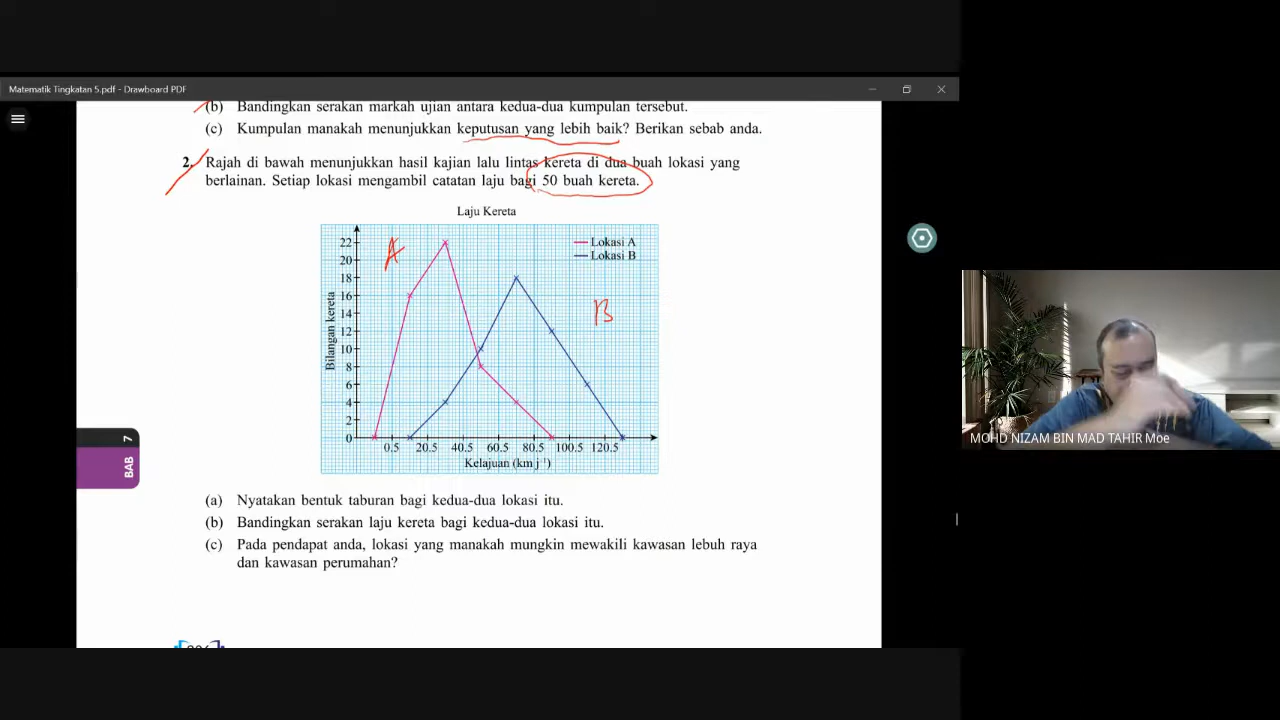 Matematik Tingkatan 5.pdf - Drawboard PDF
(b) Bandingkan serakan markah ujian antara kedua-dua kumpulan tersebut.
(c) Kumpulan manakah menunjukkan keputusan yang lebih baik? Berikan sebab anda.
2. Rajah di bawah menunjukkan hasil kajian lalu lintas kereta di dua buah lokasi yang
berlainan. Setiap lokasi mengambil catatan laju bagi 50 buah kereta.
Laju Kereta
A
B
Lokasi A
Lokasi B
Bilangan kereta
22
20
18
16
14
12
10
8
6
4
2
0
0.5 20.5 40.5 60.5 80.5 100.5 120.5
Kelajuan (km j⁻¹)
(a) Nyatakan bentuk taburan bagi kedua-dua lokasi itu.
(b) Bandingkan serakan laju kereta bagi kedua-dua lokasi itu.
(c) Pada pendapat anda, lokasi yang manakah mungkin mewakili kawasan lebuh raya
dan kawasan perumahan?
BAB 7
MOHD NIZAM BIN MAD TAHIR Moe